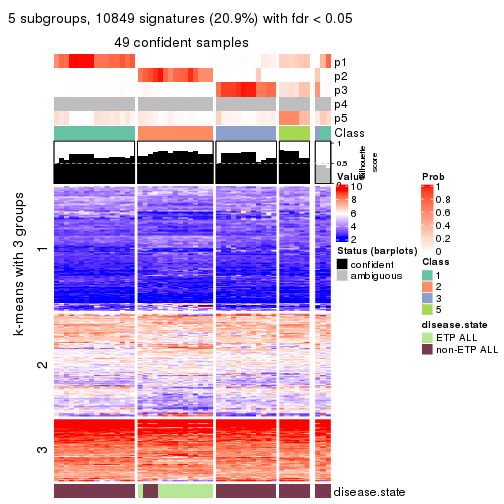 5 subgroups, 10849 signatures (20.9%) with fdr < 0.05
49 confident samples
p1
p2
p3
p4
p5
Class
1
0.5
0
Silhouette
score
k-means with 3 groups
1
2
3
disease.state
Value
10
8
6
4
2
Status (barplots)
confident
ambiguous
Prob
1
0.8
0.6
0.4
0.2
0
Class
1
2
3
5
disease.state
ETP ALL
non-ETP ALL